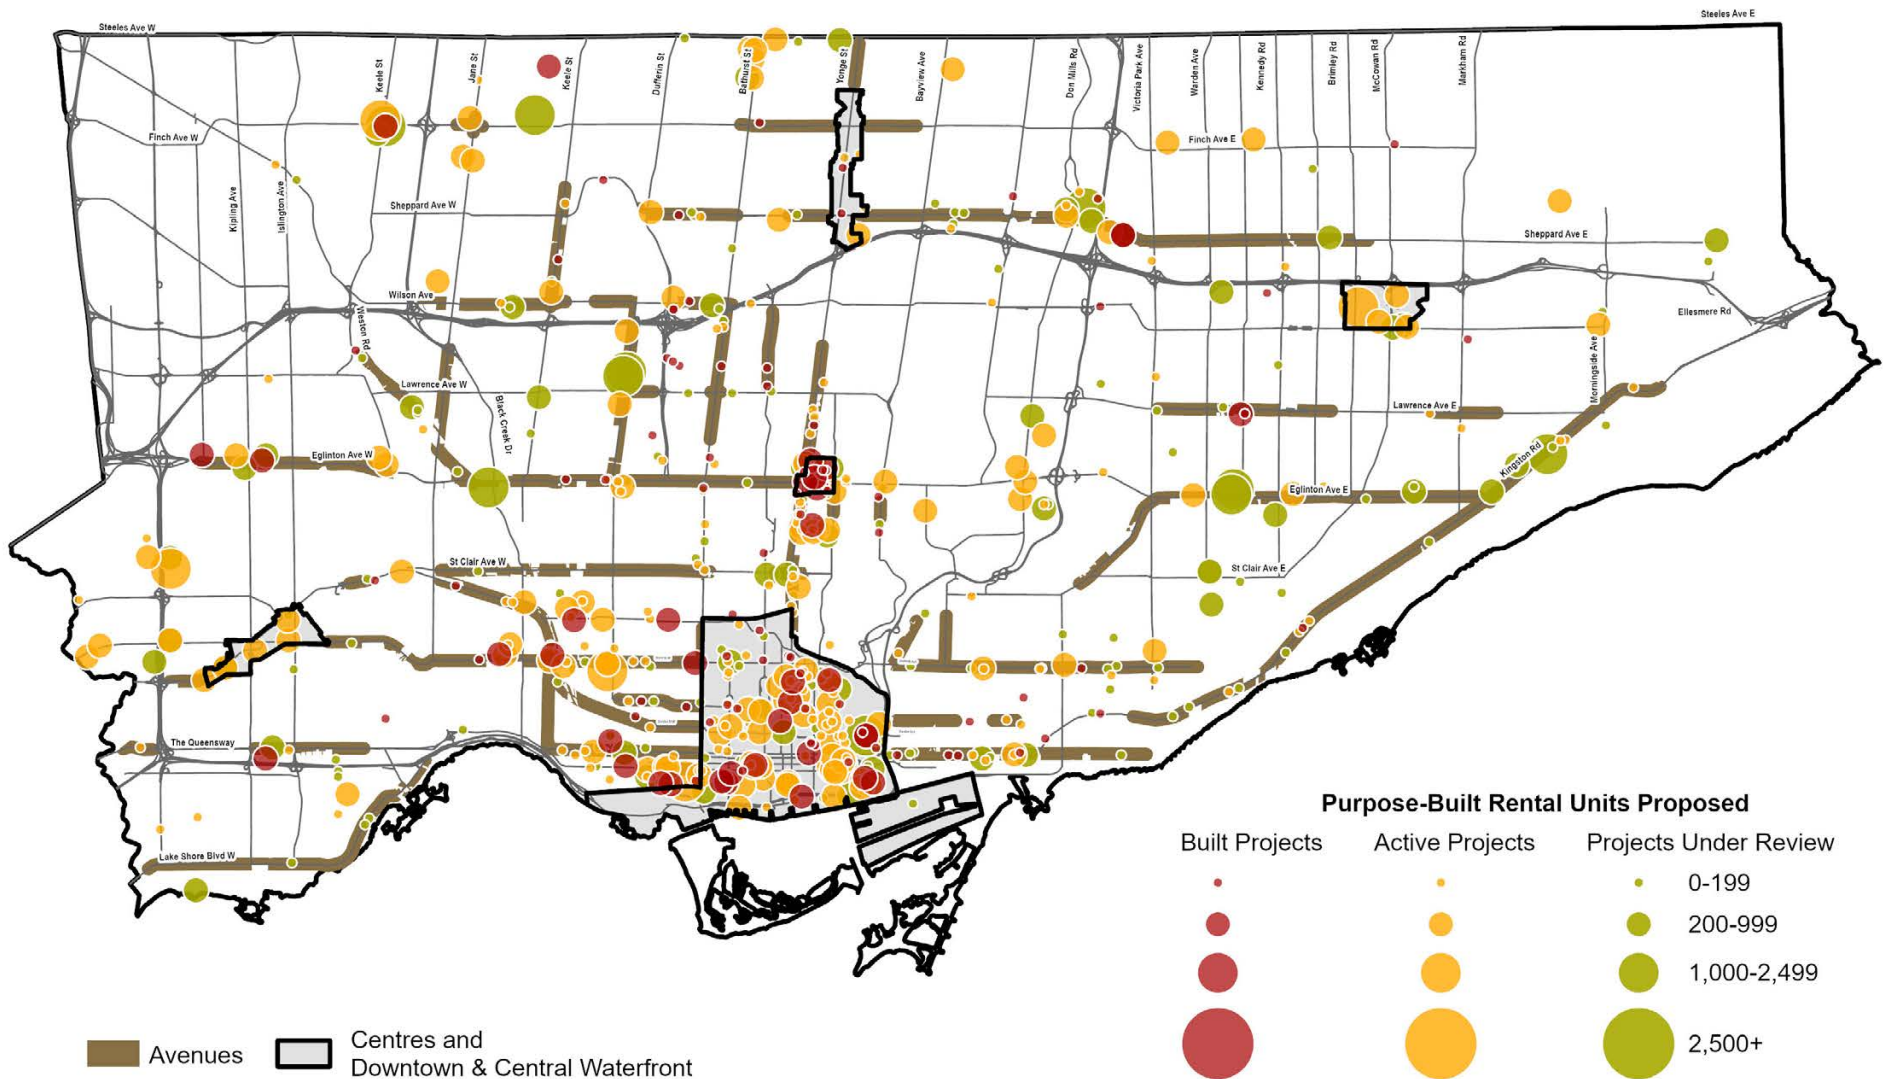 Steeles Ave W
Steeles Ave E
Keele St
Jane St
Keele St
Dufferin St
Bathurst St
Yonge St
Bayview Ave
Don Mills Rd
Victoria Park Ave
Warden Ave
Kennedy Rd
Brimley Rd
McCowan Rd
Markham Rd
Finch Ave W
Finch Ave E
Kipling Ave
Islington Ave
Sheppard Ave W
Sheppard Ave E
Wilson Ave
Weston Rd
Ellesmere Rd
Morningside Ave
Lawrence Ave W
Lawrence Ave E
Black Creek Dr
Eglinton Ave W
Kingston Rd
Eglinton Ave E
St Clair Ave W
St Clair Ave E
The Queensway
Lake Shore Blvd W
Purpose-Built Rental Units Proposed
Built Projects
Active Projects
Projects Under Review
0-199
200-999
1,000-2,499
2,500+
Avenues
Centres and
Downtown & Central Waterfront